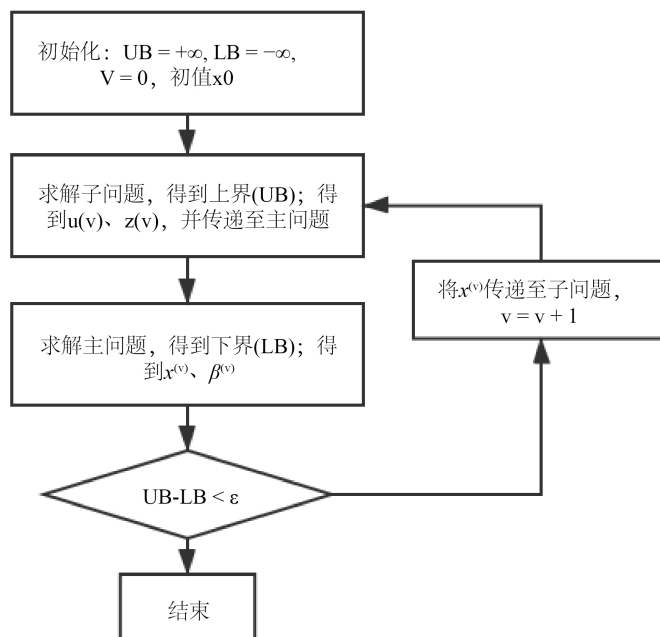 初始化：UB = +∞, LB = −∞,
V = 0，初值x0
求解子问题，得到上界(UB)；得
到u(v)、z(v)，并传递至主问题
将x⁽ᵛ⁾传递至子问题，
v = v + 1
求解主问题，得到下界(LB)；得
到x⁽ᵛ⁾、β⁽ᵛ⁾
UB-LB < ε
结束